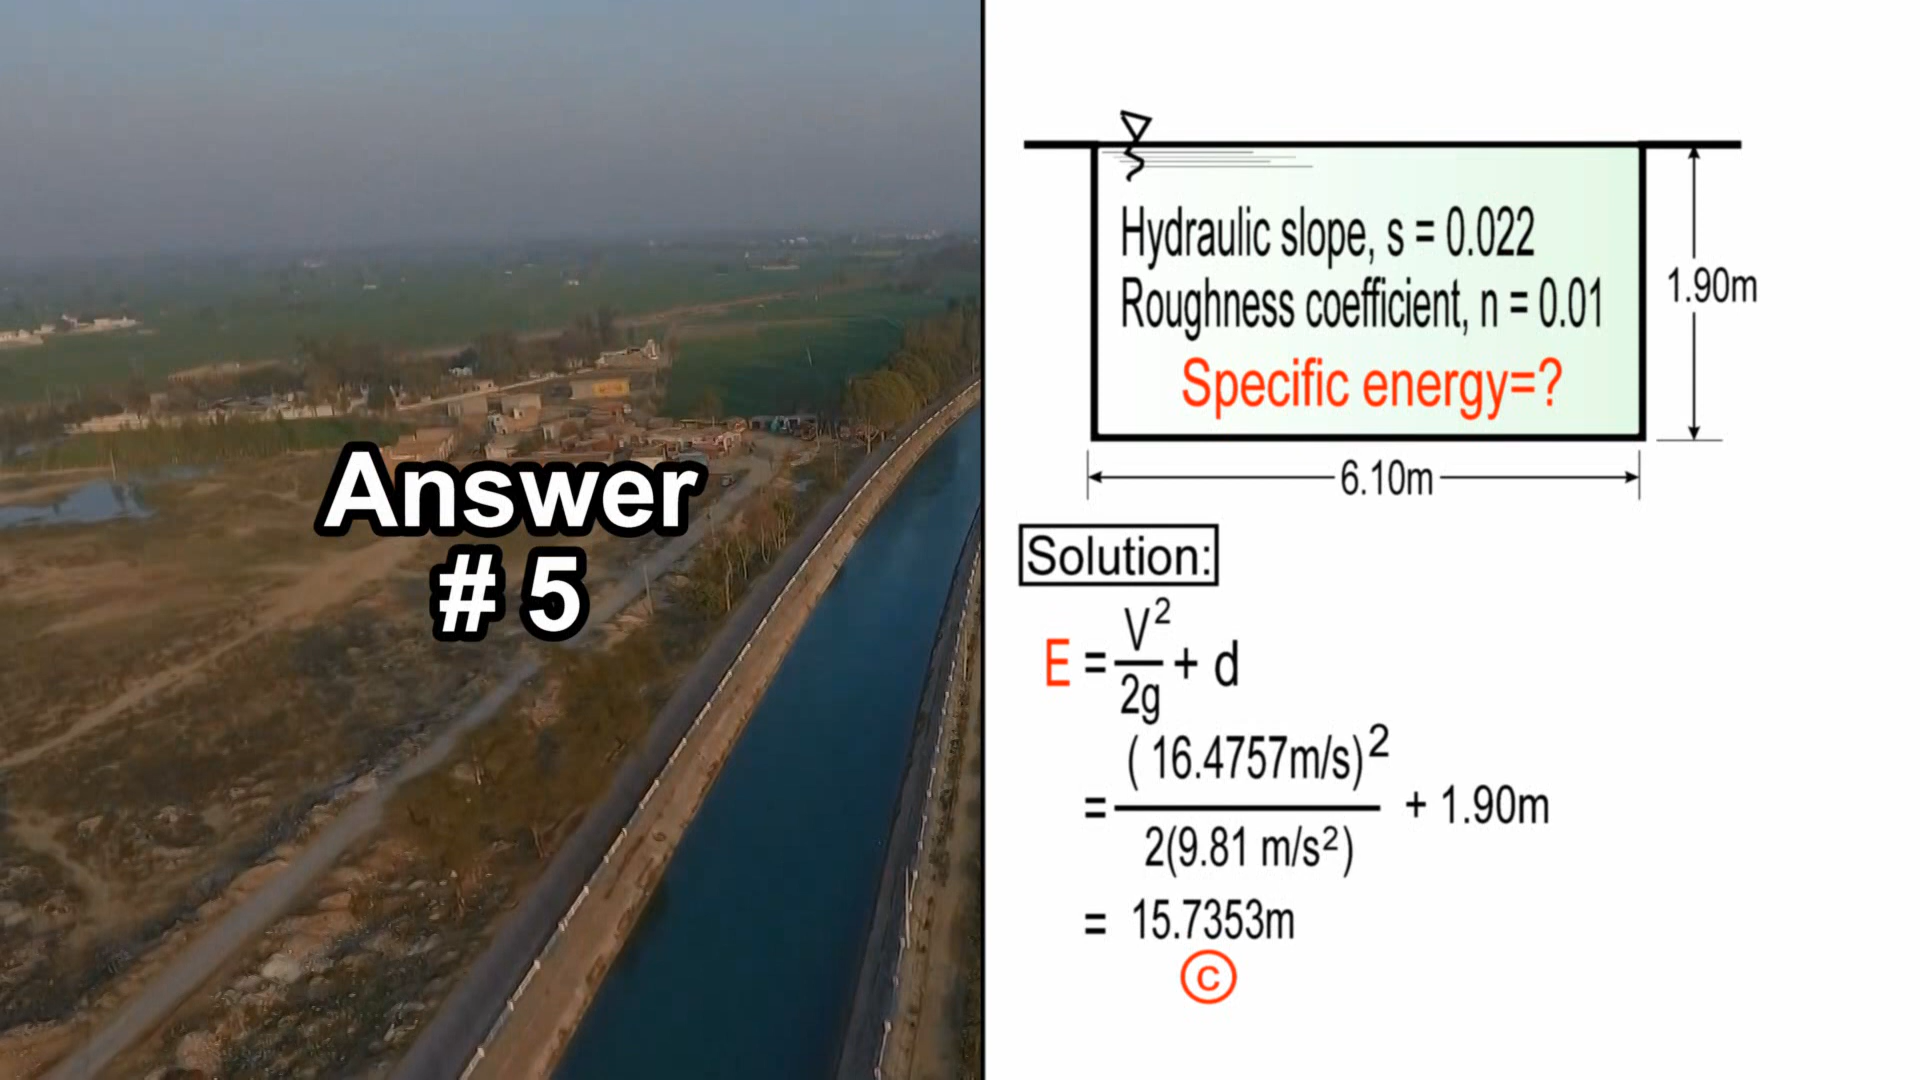 Answer
# 5
Hydraulic slope, s = 0.022
Roughness coefficient, n = 0.01
Specific energy=?
1.90m
6.10m
Solution:
E = V²/2g + d
= (16.4757m/s)²/2(9.81 m/s²) + 1.90m
= 15.7353m
C